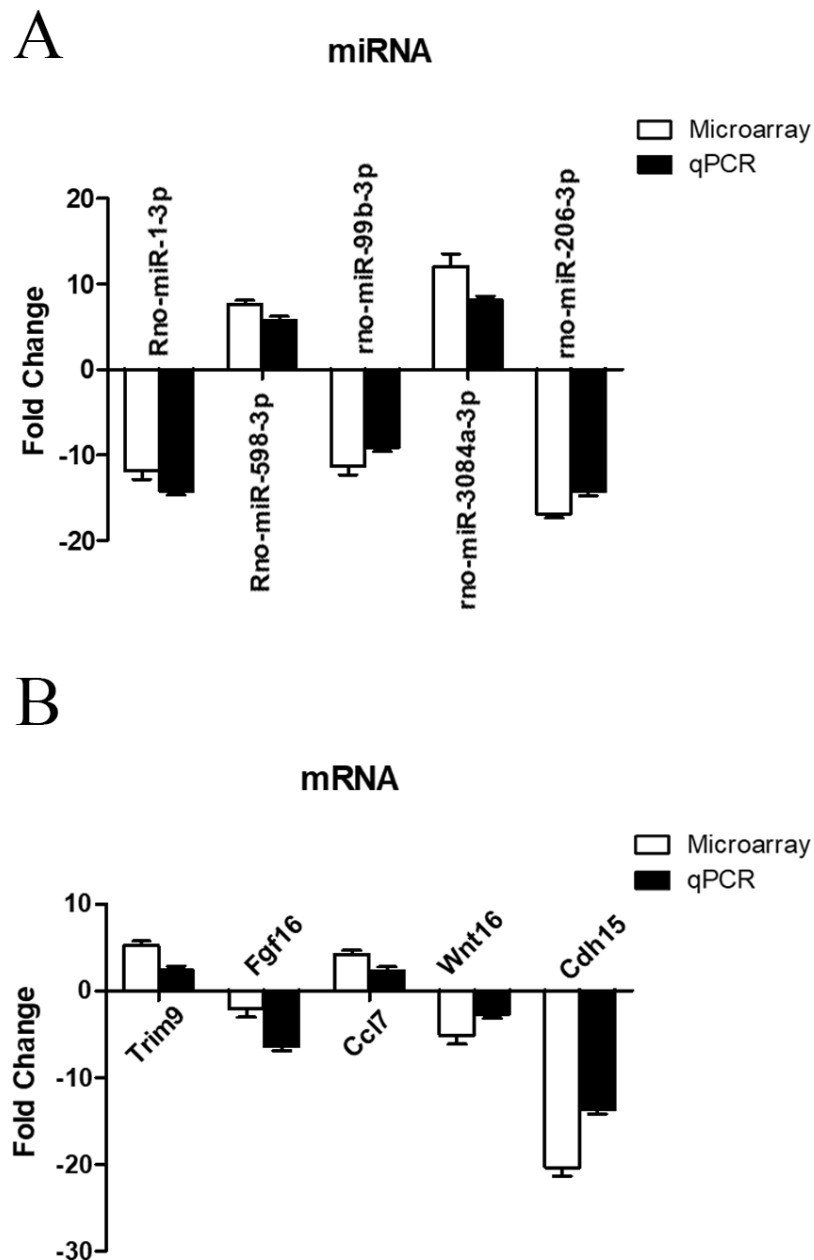 A
miRNA
Microarray
qPCR
Fold Change
20
10
0
-10
-20
Rno-miR-1-3p
Rno-miR-598-3p
rno-miR-99b-3p
rno-miR-3084a-3p
rno-miR-206-3p
B
mRNA
Microarray
qPCR
Fold Change
10
0
-10
-20
-30
Trim9
Fgf16
Ccl7
Wnt16
Cdh15